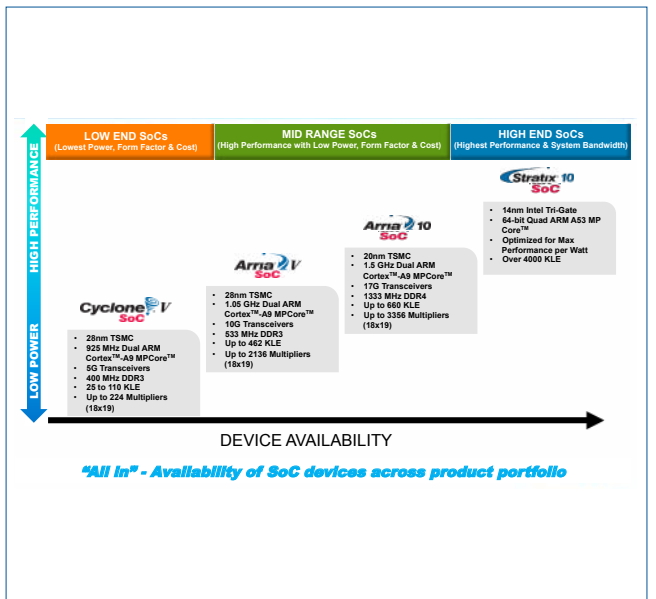 LOW END SoCs
(Lowest Power, Form Factor & Cost)
MID RANGE SoCs
(High Performance with Low Power, Form Factor & Cost)
HIGH END SoCs
(Highest Performance & System Bandwidth)
HIGH PERFORMANCE
LOW POWER
Cyclone V
SoC
• 28nm TSMC
• 925 MHz Dual ARM
Cortex™-A9 MPCore™
• 5G Transceivers
• 400 MHz DDR3
• 25 to 110 KLE
• Up to 224 Multipliers
(18x19)
Arria V
SoC
• 28nm TSMC
• 1.05 GHz Dual ARM
Cortex™-A9 MPCore™
• 10G Transceivers
• 533 MHz DDR3
• Up to 462 KLE
• Up to 2136 Multipliers
(18x19)
Arria 10
SoC
• 20nm TSMC
• 1.5 GHz Dual ARM
Cortex™-A9 MPCore™
• 17G Transceivers
• 1333 MHz DDR4
• Up to 660 KLE
• Up to 3356 Multipliers
(18x19)
Stratix 10
SoC
• 14nm Intel Tri-Gate
• 64-bit Quad ARM A53 MP
Core™
• Optimized for Max
Performance per Watt
• Over 4000 KLE
DEVICE AVAILABILITY
“All In” - Availability of SoC devices across product portfolio